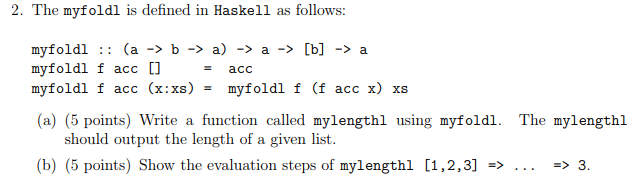 2. The myfoldl is defined in Haskell as follows:
myfoldl :: (a -> b -> a) -> a -> [b] -> a
myfoldl f acc [] = acc
myfoldl f acc (x:xs) = myfoldl f (f acc x) xs
(a) (5 points) Write a function called mylengthl using myfoldl. The mylengthl
should output the length of a given list.
(b) (5 points) Show the evaluation steps of mylengthl [1,2,3] => ... => 3.